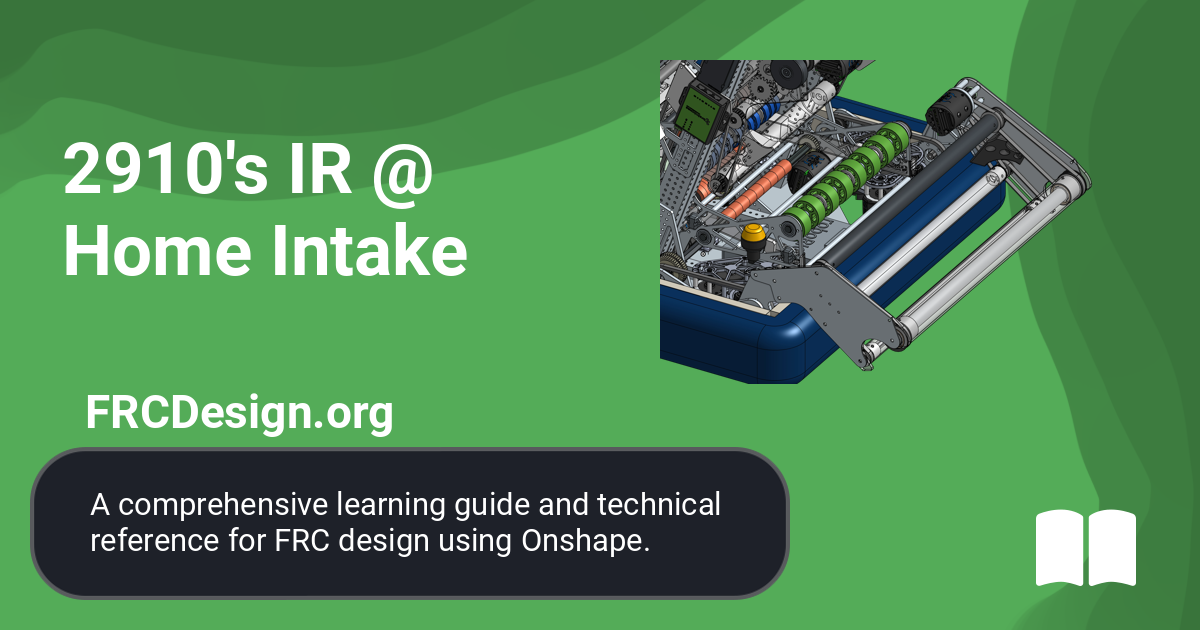 2910's IR @
Home Intake
FRCDesign.org
A comprehensive learning guide and technical
reference for FRC design using Onshape.